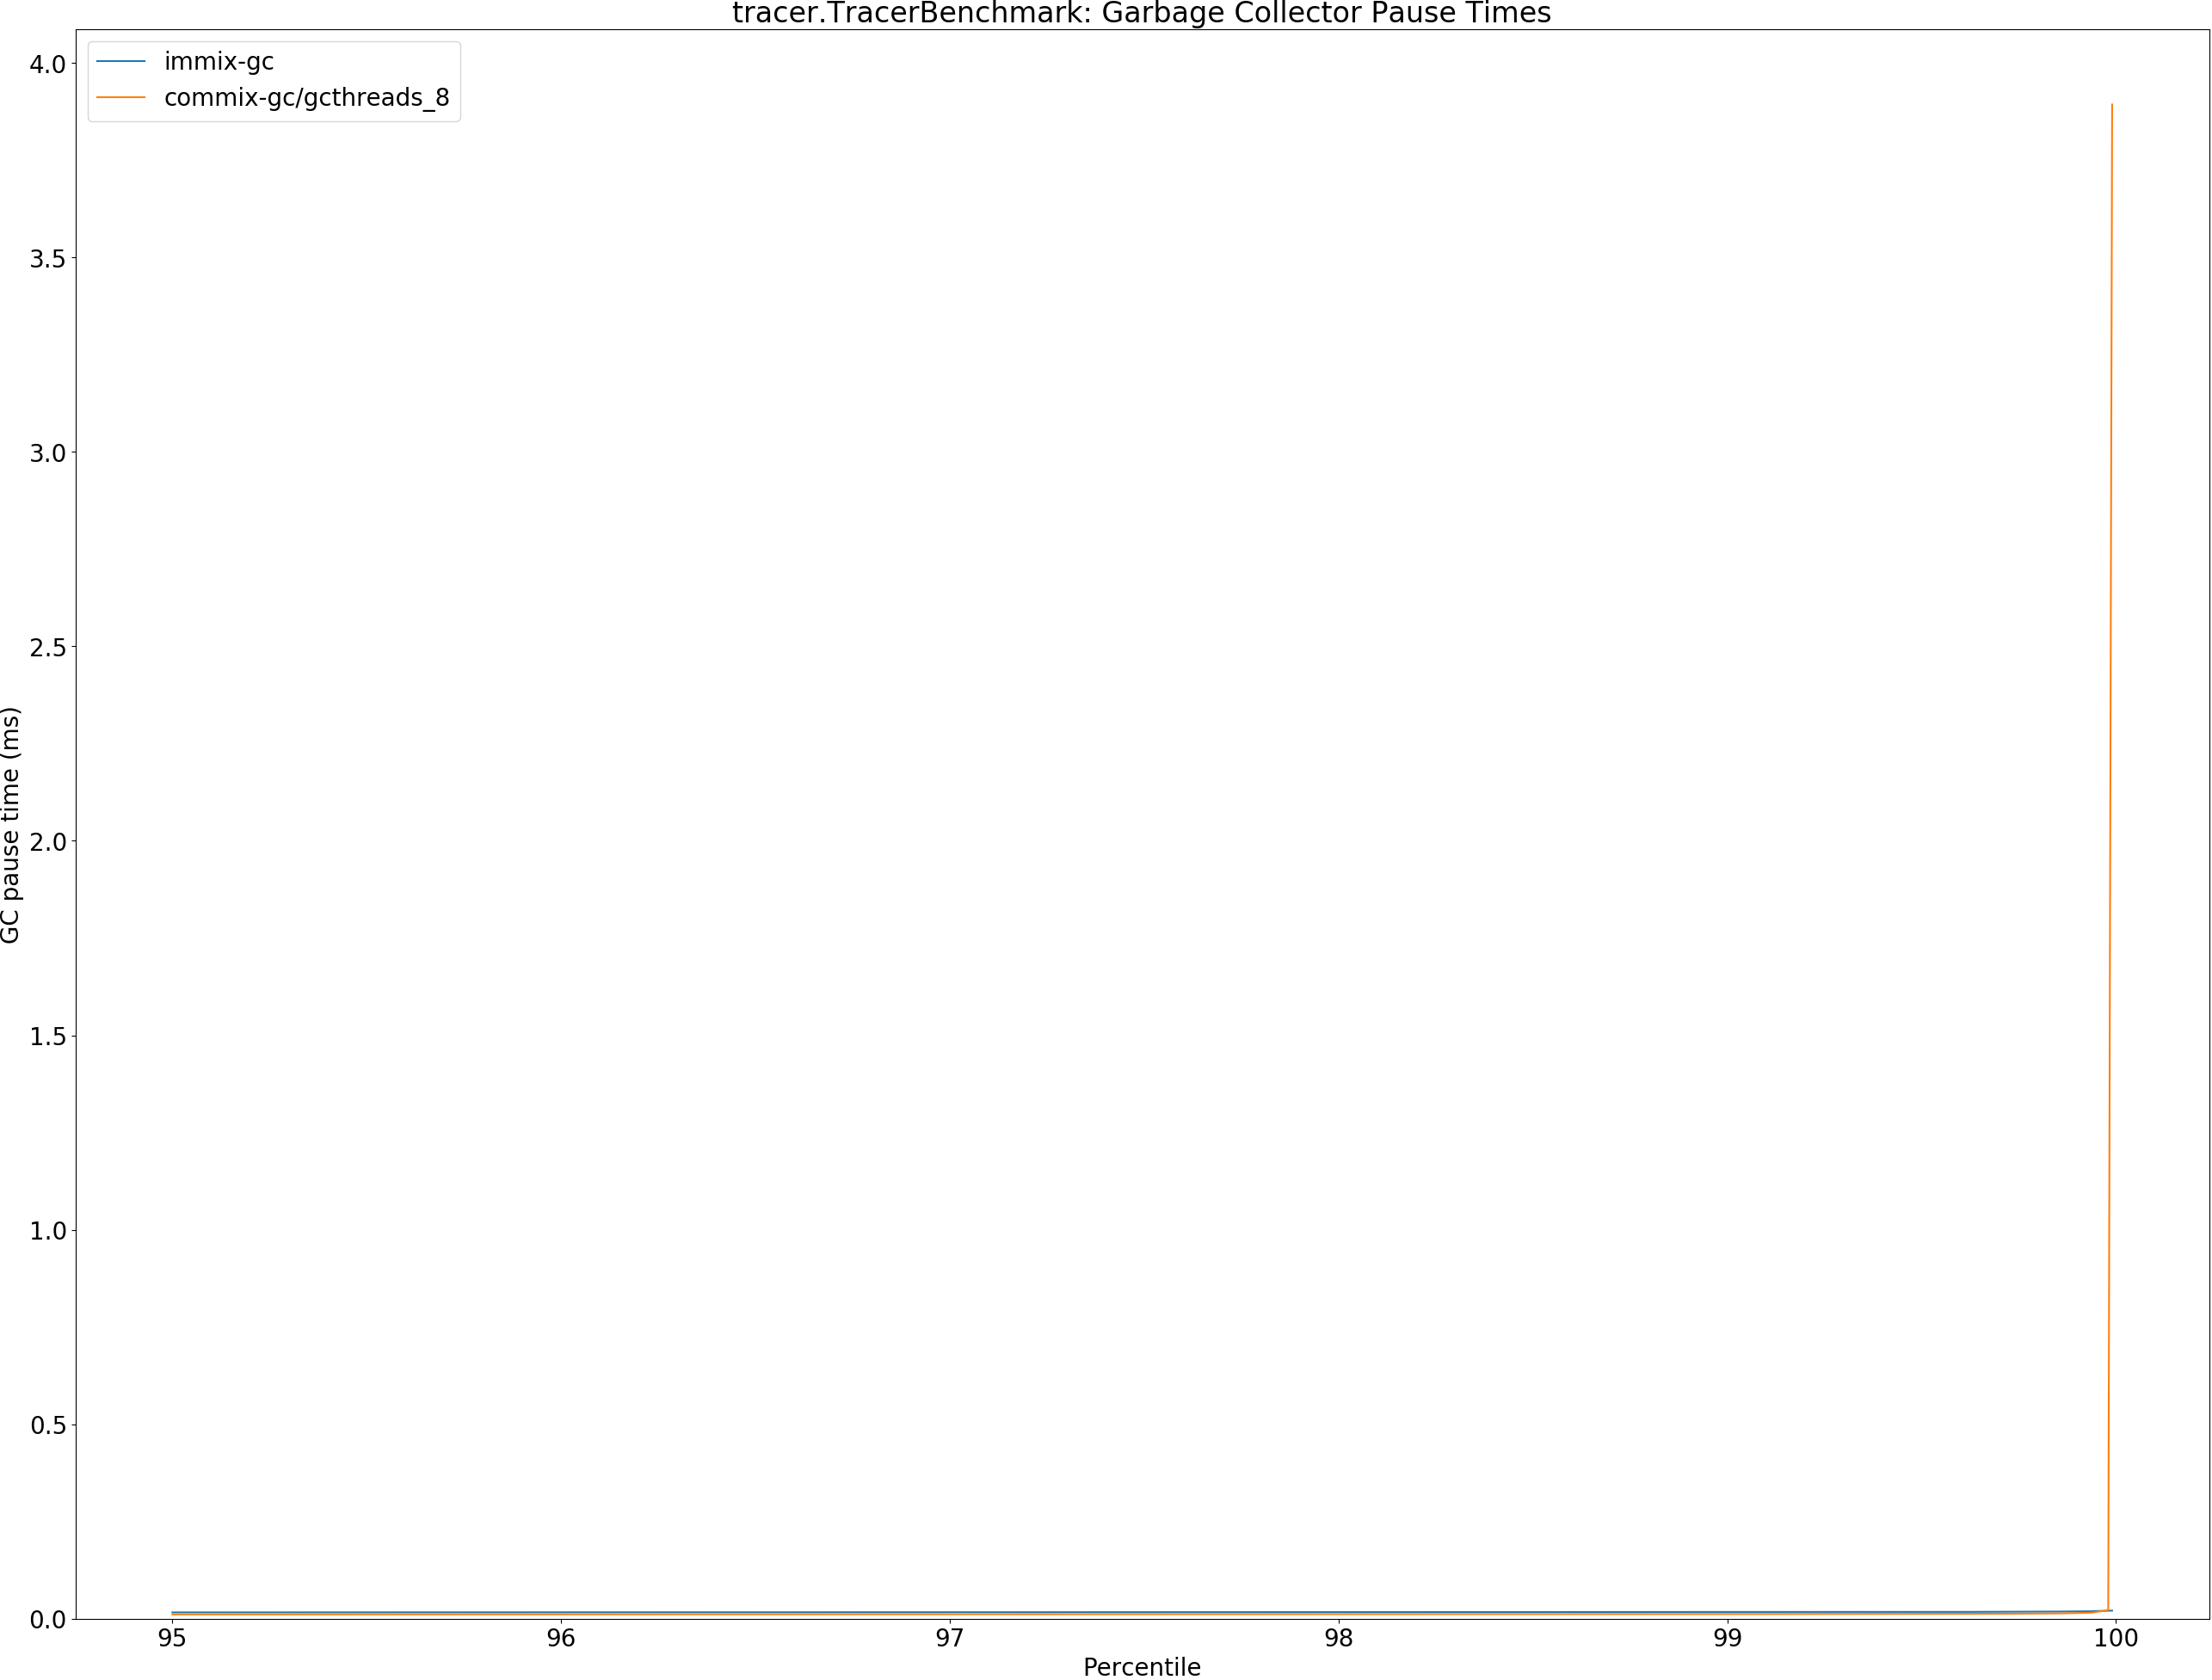 tracer.TracerBenchmark: Garbage Collector Pause Times
immix-gc
commix-gc/gcthreads_8
GC pause time (ms)
4.0
3.5
3.0
2.5
2.0
1.5
1.0
0.5
0.0
95 96 97 98 99 100
Percentile